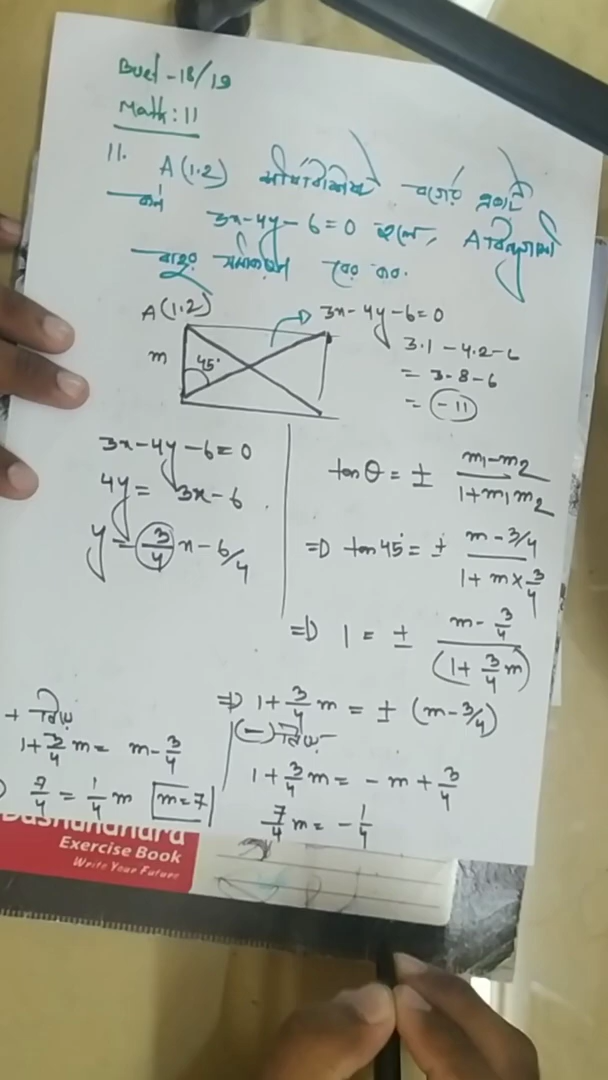 Buet - 18/19
Math: 11
11. A(1.2) শীর্ষবিশিষ্ট বর্গের একটি
কর্ণ 3x-4y-6=0 হলে, A বিন্দুগামী
বাহুর সমীকরণ বের কর.
A(1.2)
3x-4y-6=0
m
45°
3.1-4.2-6
= 3-8-6
= -11
3x-4y-6=0
4y= 3x-6
y= 3/4 x - 6/4
tanθ = ± (m₁-m₂)/(1+m₁m₂)
=> tan45° = ± (m-3/4)/(1+m×3/4)
=> 1 = ± (m-3/4)/(1+3/4m)
=> 1+3/4m = ± (m-3/4)
+ নিয়ে
1+3/4m = m-3/4
7/4 = 1/4m m=7
(-) নিয়ে
1+3/4m = -m+3/4
7/4m = -1/4
Bashundhara
Exercise Book
Write Your Future